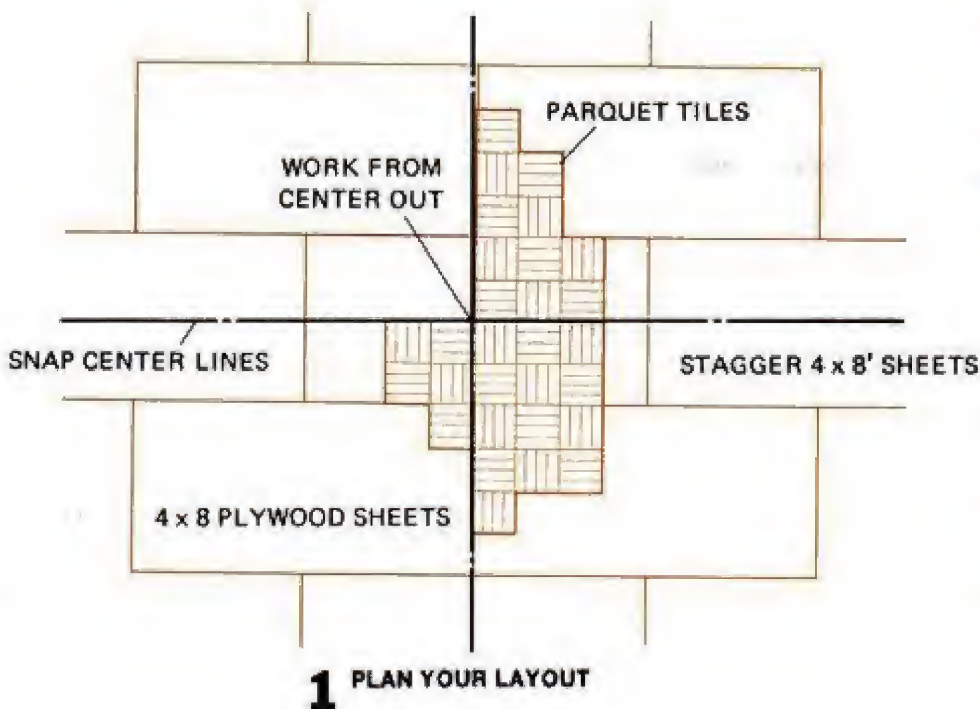 PARQUET TILES
WORK FROM
CENTER OUT
SNAP CENTER LINES
STAGGER 4 x 8' SHEETS
4 x 8 PLYWOOD SHEETS
1 PLAN YOUR LAYOUT